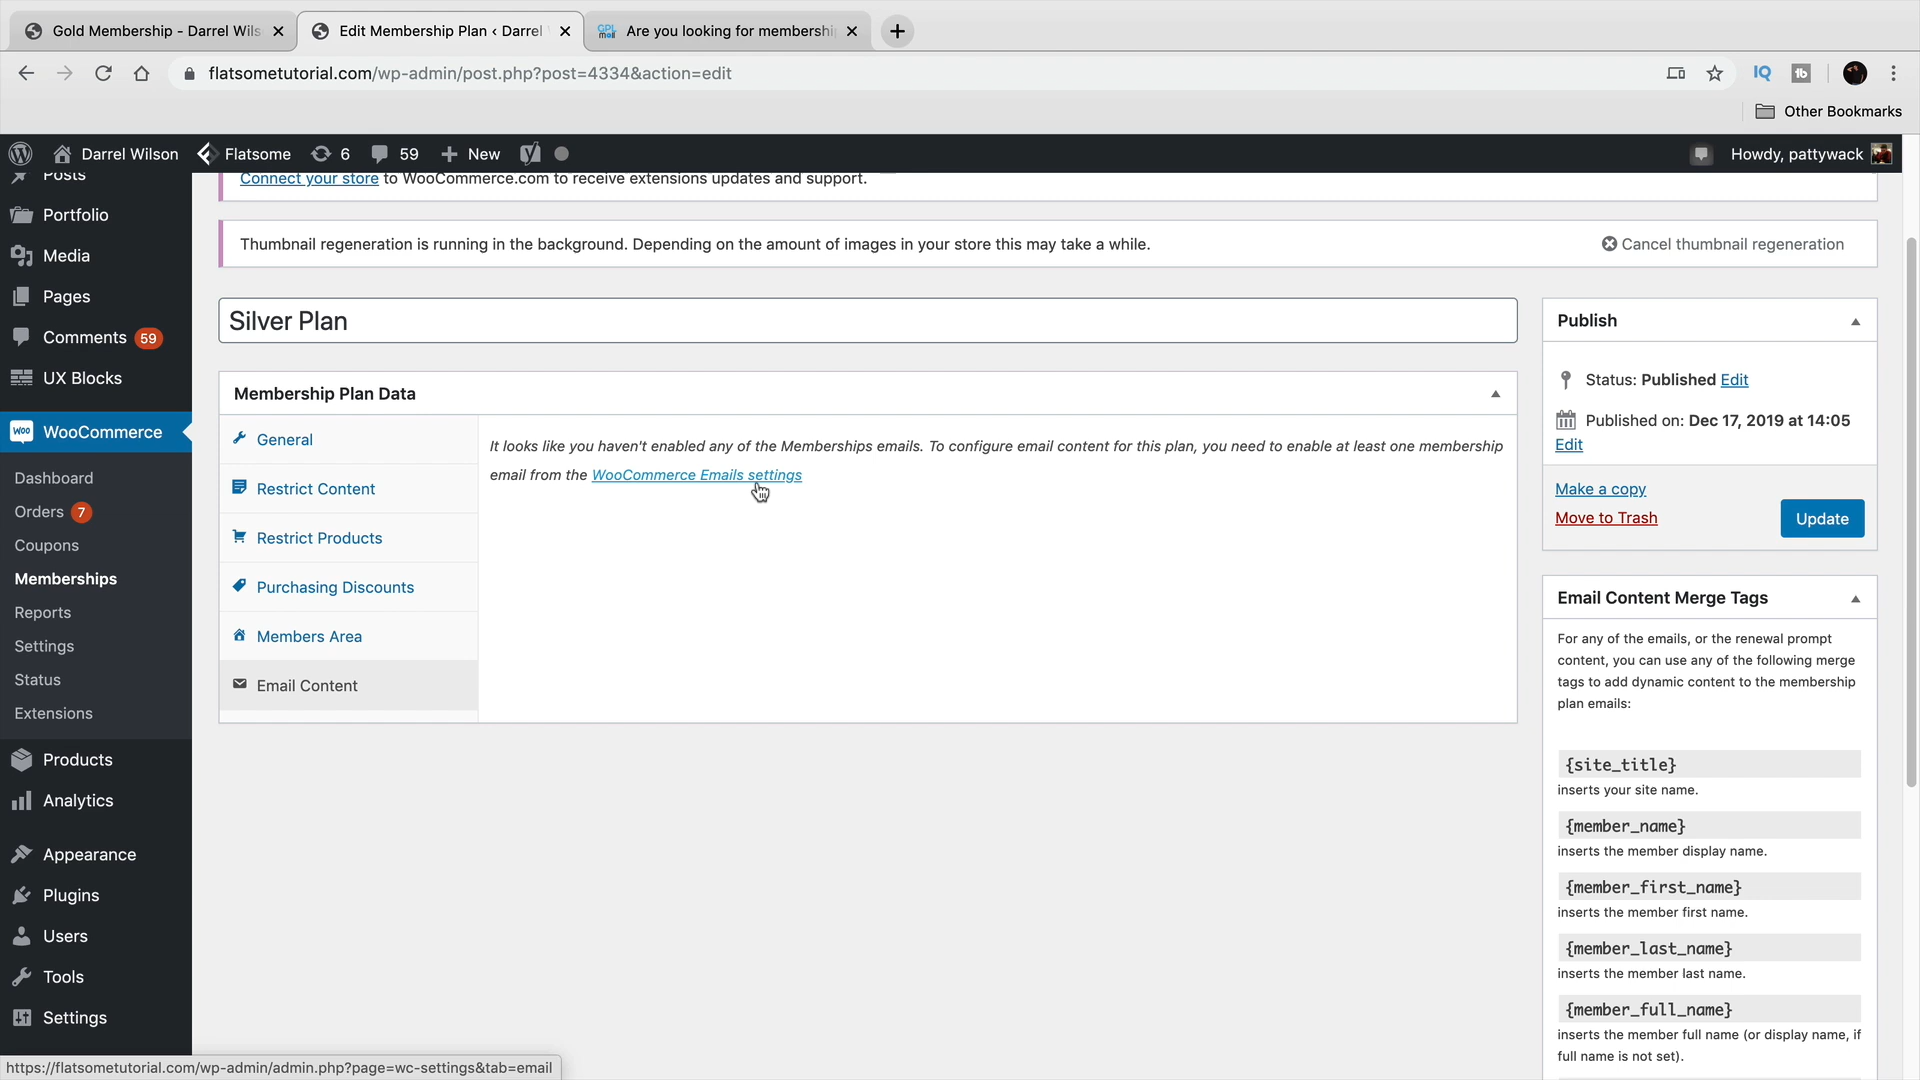 Gold Membership - Darrel Wils
Edit Membership Plan ‹ Darrel
GPL mall
Are you looking for membershi
flatsometutorial.com/wp-admin/post.php?post=4334&action=edit
IQ
tb
Other Bookmarks
Darrel Wilson
Flatsome
6
59
New
Howdy, pattywack
Posts
Portfolio
Media
Pages
Comments 59
UX Blocks
Woo WooCommerce
Dashboard
Orders 7
Coupons
Memberships
Reports
Settings
Status
Extensions
Products
Analytics
Appearance
Plugins
Users
Tools
Settings
Connect your store to WooCommerce.com to receive extensions updates and support.
Thumbnail regeneration is running in the background. Depending on the amount of images in your store this may take a while.
Cancel thumbnail regeneration
Silver Plan
Membership Plan Data
General
Restrict Content
Restrict Products
Purchasing Discounts
Members Area
Email Content
It looks like you haven't enabled any of the Memberships emails. To configure email content for this plan, you need to enable at least one membership
email from the WooCommerce Emails settings
Publish
Status: Published Edit
Published on: Dec 17, 2019 at 14:05
Edit
Make a copy
Move to Trash
Update
Email Content Merge Tags
For any of the emails, or the renewal prompt
content, you can use any of the following merge
tags to add dynamic content to the membership
plan emails:
{site_title}
inserts your site name.
{member_name}
inserts the member display name.
{member_first_name}
inserts the member first name.
{member_last_name}
inserts the member last name.
{member_full_name}
inserts the member full name (or display name, if
full name is not set).
https://flatsometutorial.com/wp-admin/admin.php?page=wc-settings&tab=email